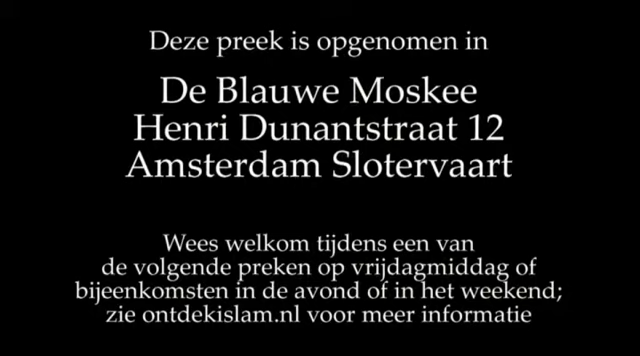 Deze preek is opgenomen in
De Blauwe Moskee
Henri Dunantstraat 12
Amsterdam Slotervaart
Wees welkom tijdens een van
de volgende preken op vrijdagmiddag of
bijeenkomsten in de avond of in het weekend;
zie ontdekislam.nl voor meer informatie